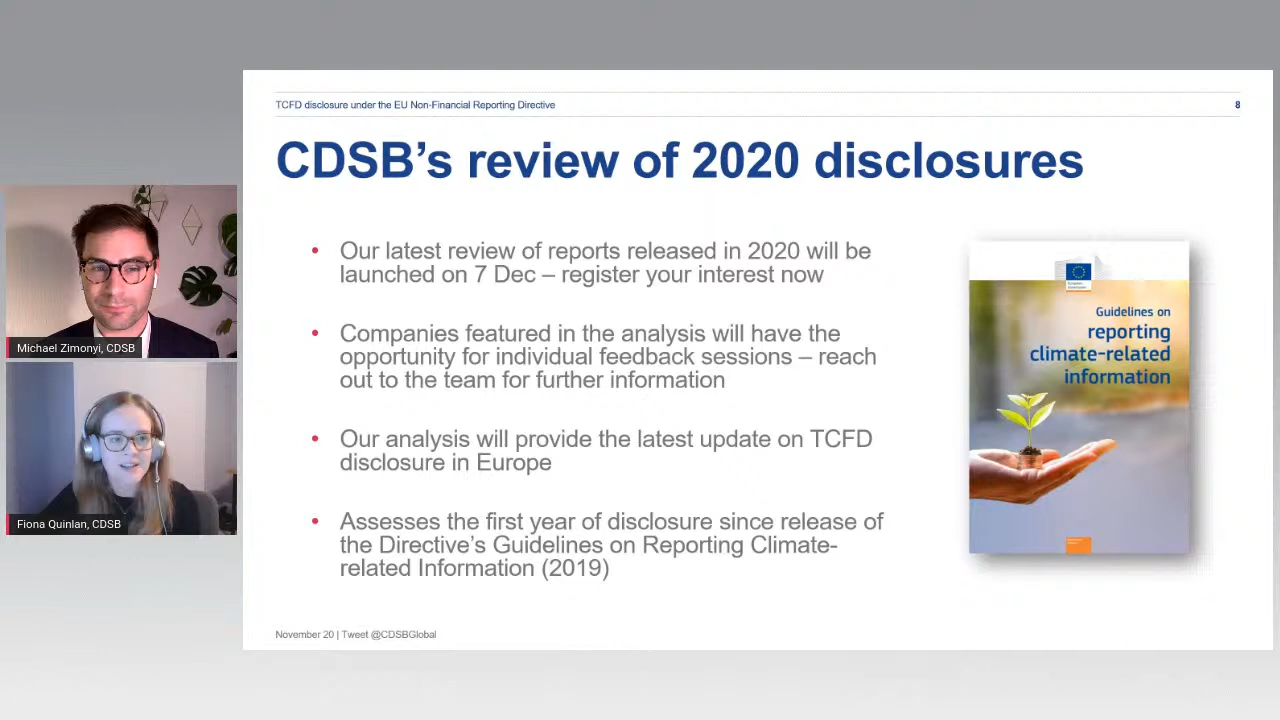 TCFD disclosure under the EU Non-Financial Reporting Directive
8
CDSB’s review of 2020 disclosures
• Our latest review of reports released in 2020 will be
launched on 7 Dec – register your interest now
• Companies featured in the analysis will have the
opportunity for individual feedback sessions – reach
out to the team for further information
• Our analysis will provide the latest update on TCFD
disclosure in Europe
• Assesses the first year of disclosure since release of
the Directive’s Guidelines on Reporting Climate-
related Information (2019)
Guidelines on
reporting
climate-related
information
November 20 | Tweet @CDSBGlobal
Michael Zimonyi, CDSB
Fiona Quinlan, CDSB